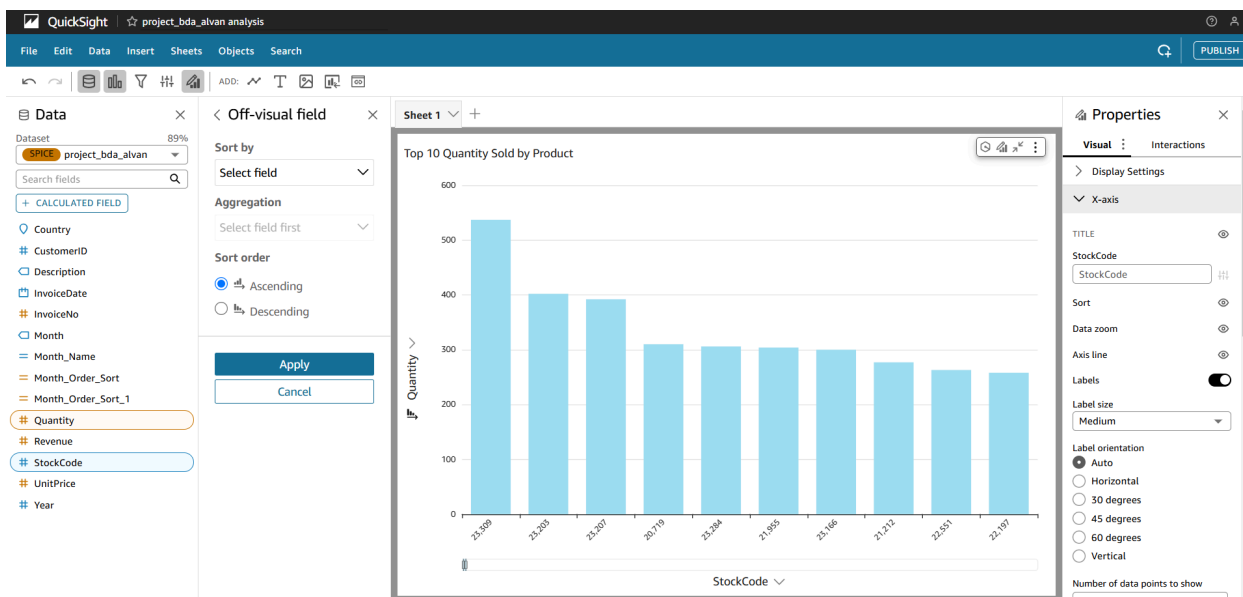 QuickSight
project_bda_alvan analysis
File Edit Data Insert Sheets Objects Search
PUBLISH
ADD:
Data
Dataset 89%
SPICE project_bda_alvan
Search fields
+ CALCULATED FIELD
Country
# CustomerID
Description
InvoiceDate
# InvoiceNo
Month
= Month_Name
= Month_Order_Sort
= Month_Order_Sort_1
# Quantity
# Revenue
# StockCode
# UnitPrice
# Year
Off-visual field
Sort by
Select field
Aggregation
Select field first
Sort order
Ascending
Descending
Apply
Cancel
Sheet 1
Top 10 Quantity Sold by Product
600
500
400
300
200
100
0
Quantity
23,309
23,203
23,207
20,719
23,284
21,955
23,166
21,212
22,551
22,197
StockCode
Properties
Visual Interactions
Display Settings
X-axis
TITLE
StockCode
StockCode
Sort
Data zoom
Axis line
Labels
Label size
Medium
Label orientation
Auto
Horizontal
30 degrees
45 degrees
60 degrees
Vertical
Number of data points to show